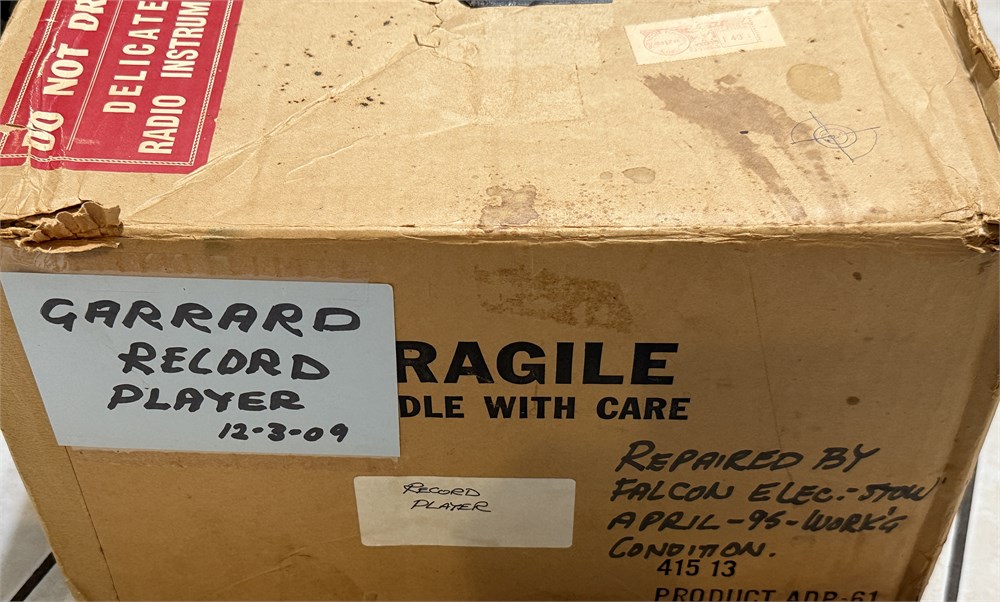 DO NOT DR
DELICATE
RADIO INSTRUM
GARRARD
RECORD
PLAYER
12-3-09
RAGILE
DLE WITH CARE
RECORD
PLAYER
REPAIRED BY
FALCON ELEC.-STOW
APRIL-95-WORK'G
CONDITION.
415 13
PRODUCT ADP-61